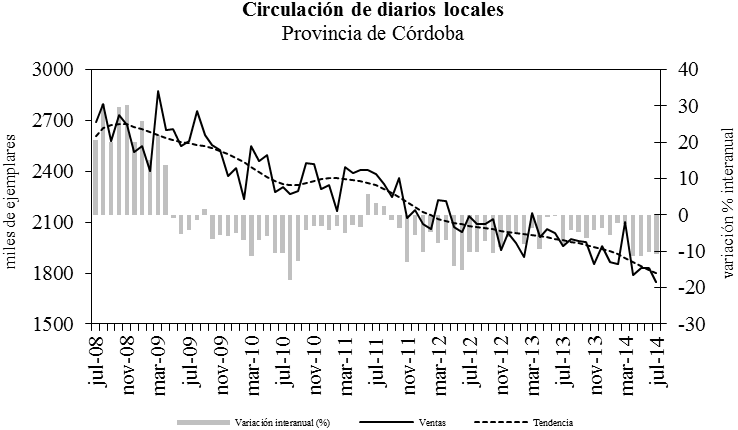 Circulación de diarios locales
Provincia de Córdoba
miles de ejemplares
3000
2700
2400
2100
1800
1500
40
30
20
10
0
-10
-20
-30
variación % interanual
jul-08
nov-08
mar-09
jul-09
nov-09
mar-10
jul-10
nov-10
mar-11
jul-11
nov-11
mar-12
jul-12
nov-12
mar-13
jul-13
nov-13
mar-14
jul-14
Variación interanual (%) Ventas Tendencia